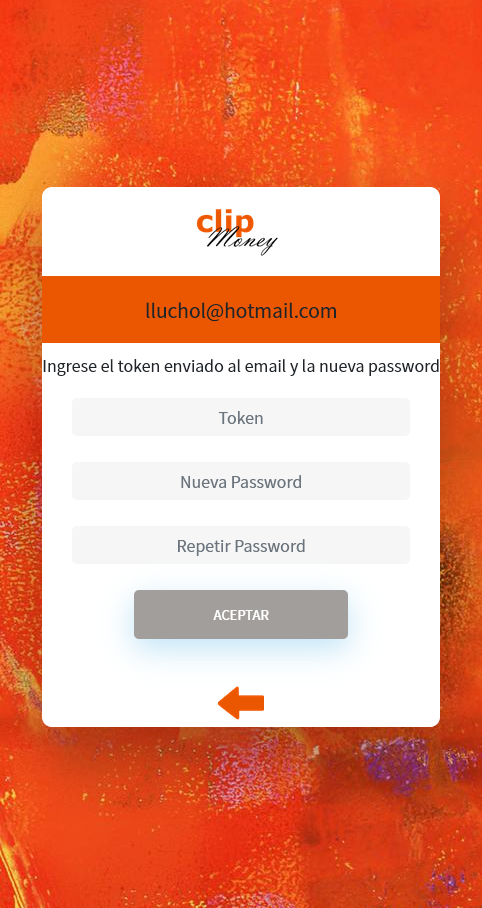 clip
Money
lluchol@hotmail.com
Ingrese el token enviado al email y la nueva password
Token
Nueva Password
Repetir Password
ACEPTAR